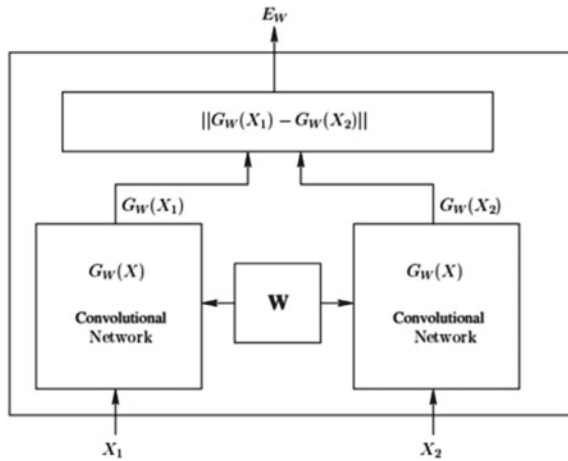 E_W
||G_W(X_1) − G_W(X_2)||
G_W(X_1) G_W(X_2)
G_W(X) G_W(X)
W
Convolutional Convolutional
Network Network
X_1 X_2